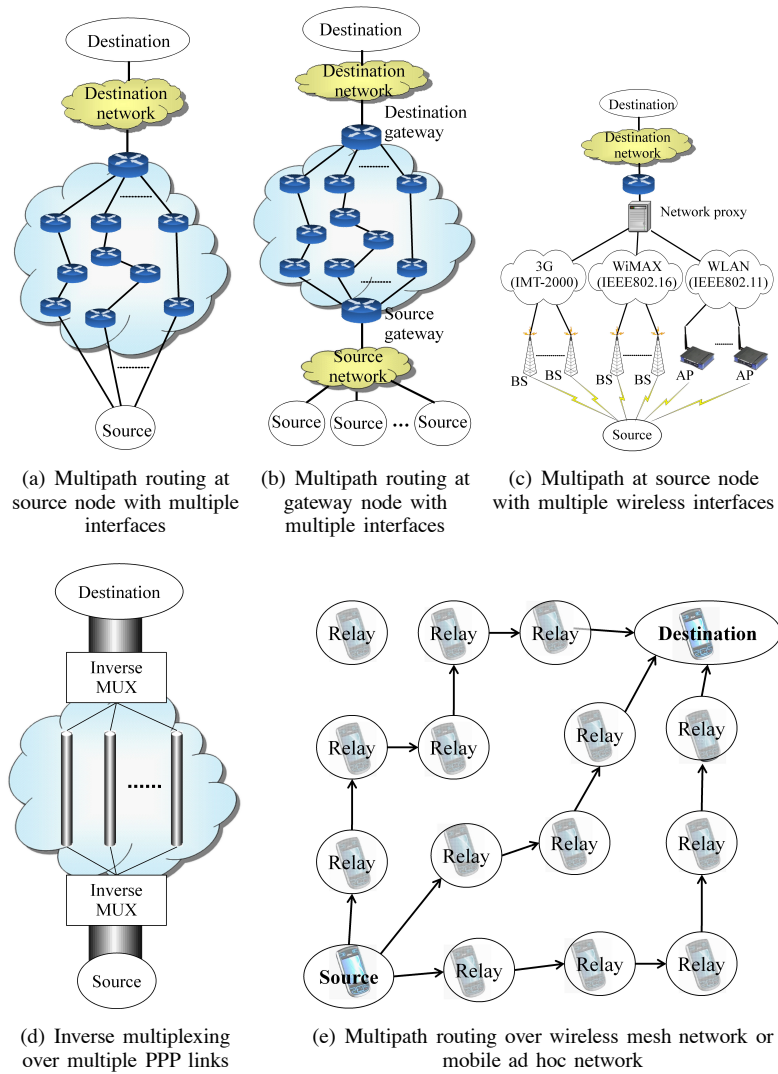 Destination
Destination
network
(a) Multipath routing at
source node with multiple
interfaces
Source
Destination
Destination
network
Destination
gateway
Source
gateway
Source
network
Source
Source
...
Source
(b) Multipath routing at
gateway node with
multiple interfaces
Destination
Destination
network
Network proxy
3G
(IMT-2000)
WiMAX
(IEEE802.16)
WLAN
(IEEE802.11)
BS
BS
BS
BS
AP
AP
Source
(c) Multipath at source node
with multiple wireless interfaces
Destination
Inverse
MUX
Inverse
MUX
Source
(d) Inverse multiplexing
over multiple PPP links
Relay
Relay
Relay
Destination
Relay
Relay
Relay
Relay
Relay
Relay
Relay
Relay
Source
Relay
Relay
Relay
(e) Multipath routing over wireless mesh network or
mobile ad hoc network